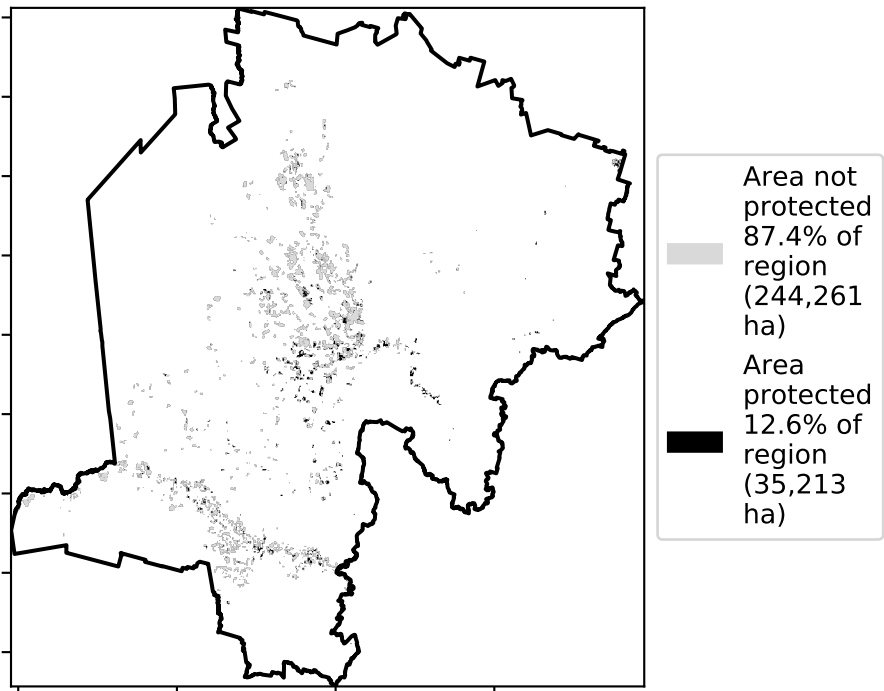 Area not
protected
87.4% of
region
(244,261
ha)
Area
protected
12.6% of
region
(35,213
ha)